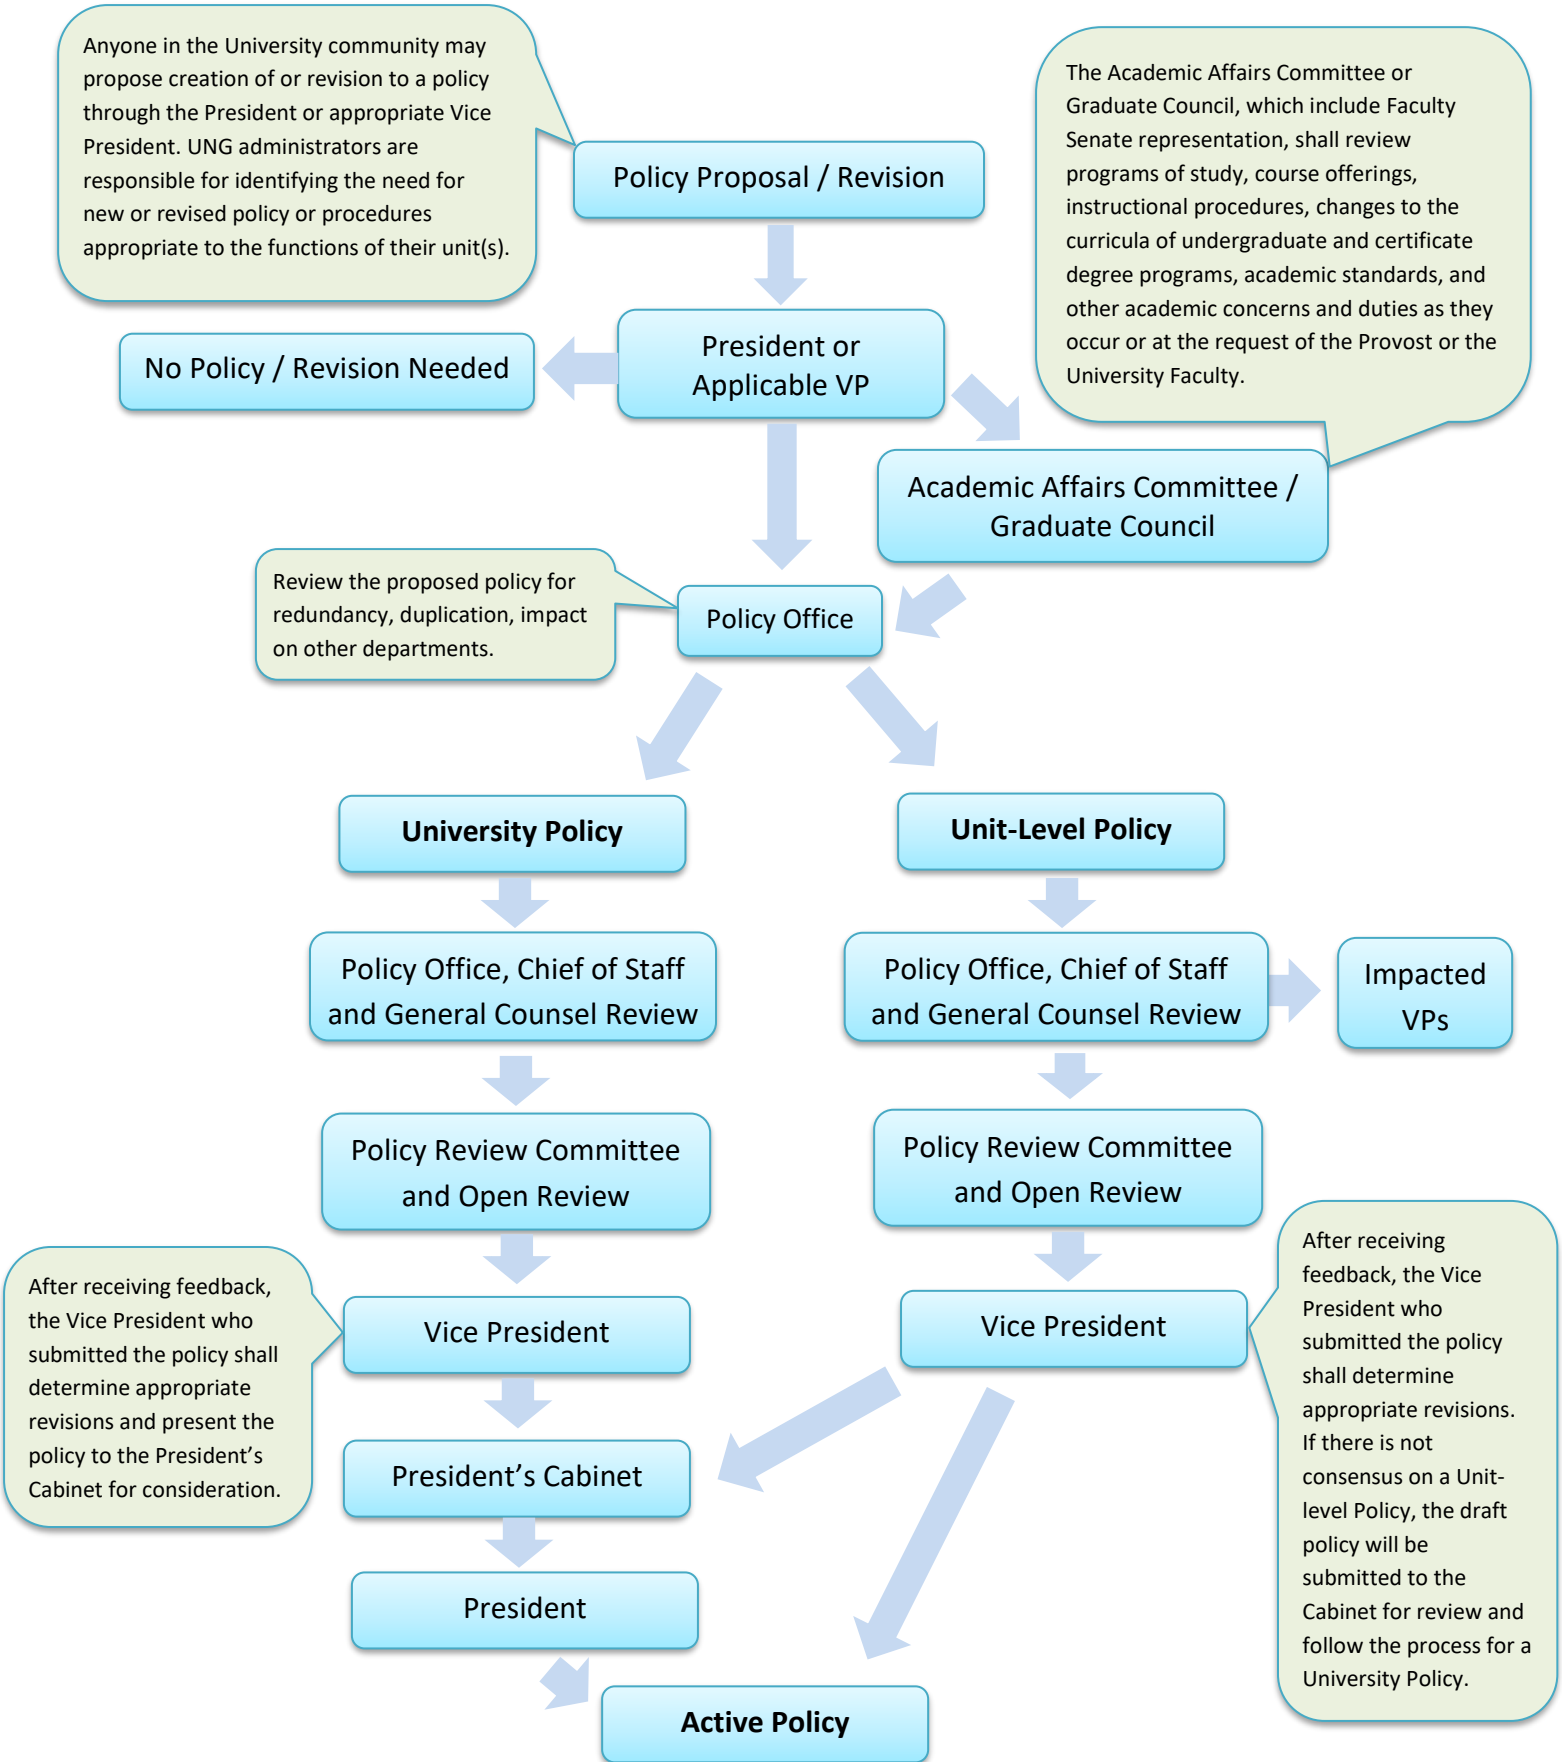 Anyone in the University community may
propose creation of or revision to a policy
through the President or appropriate Vice
President. UNG administrators are
responsible for identifying the need for
new or revised policy or procedures
appropriate to the functions of their unit(s).
Policy Proposal / Revision
The Academic Affairs Committee or
Graduate Council, which include Faculty
Senate representation, shall review
programs of study, course offerings,
instructional procedures, changes to the
curricula of undergraduate and certificate
degree programs, academic standards, and
other academic concerns and duties as they
occur or at the request of the Provost or the
University Faculty.
No Policy / Revision Needed
President or
Applicable VP
Academic Affairs Committee /
Graduate Council
Review the proposed policy for
redundancy, duplication, impact
on other departments.
Policy Office
University Policy
Unit-Level Policy
Policy Office, Chief of Staff
and General Counsel Review
Policy Office, Chief of Staff
and General Counsel Review
Impacted
VPs
Policy Review Committee
and Open Review
Policy Review Committee
and Open Review
After receiving feedback,
the Vice President who
submitted the policy shall
determine appropriate
revisions and present the
policy to the President’s
Cabinet for consideration.
Vice President
Vice President
After receiving
feedback, the Vice
President who
submitted the policy
shall determine
appropriate revisions.
If there is not
consensus on a Unit-
level Policy, the draft
policy will be
submitted to the
Cabinet for review and
follow the process for a
University Policy.
President’s Cabinet
President
Active Policy